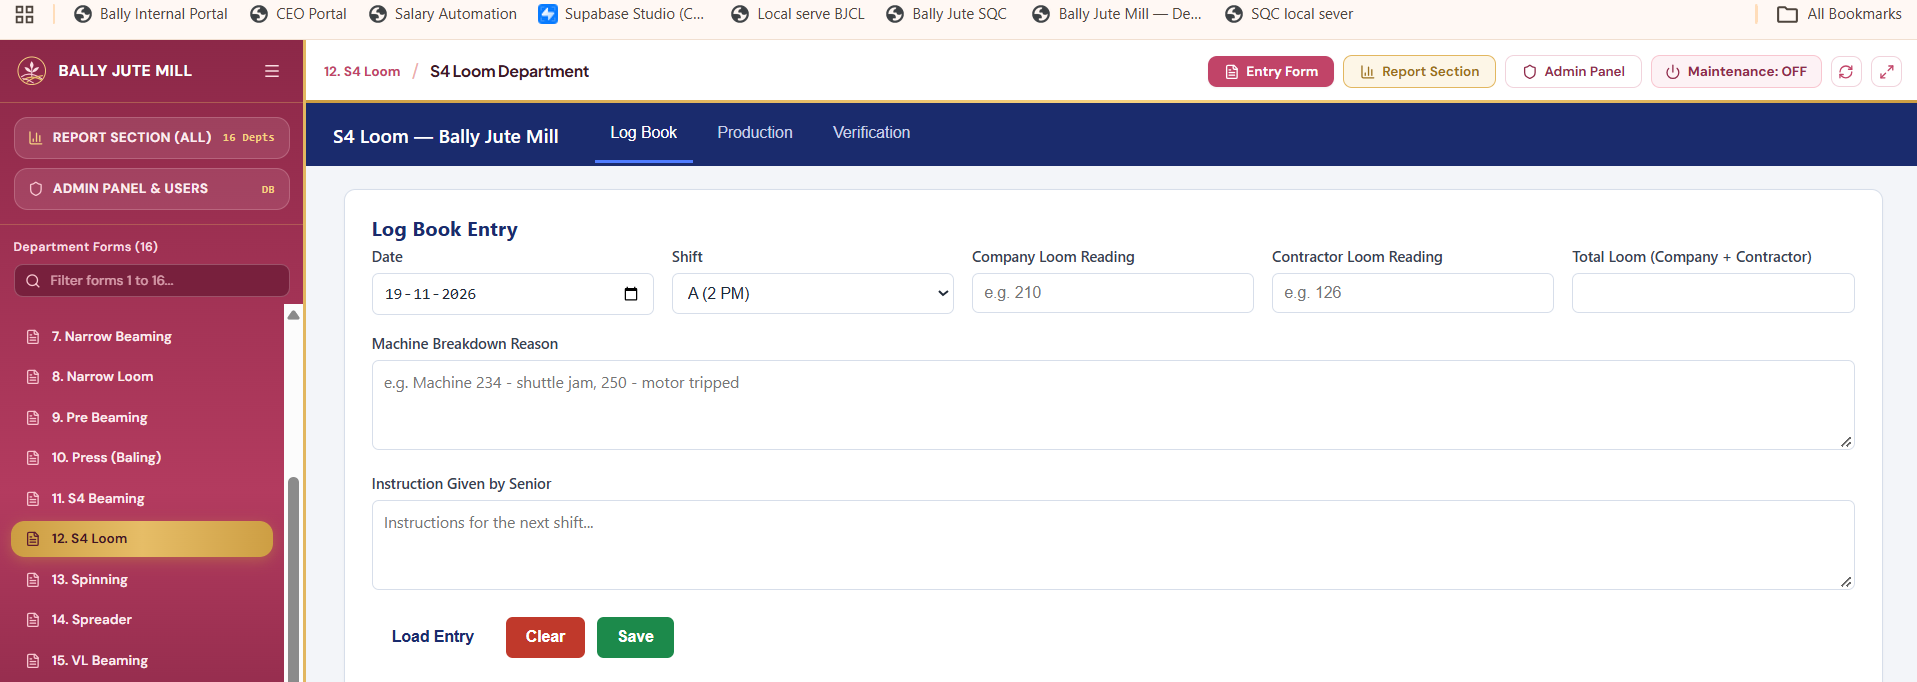 Bally Internal Portal
CEO Portal
Salary Automation
Supabase Studio (C...
Local serve BJCL
Bally Jute SQC
Bally Jute Mill — De...
SQC local sever
All Bookmarks
BALLY JUTE MILL
12. S4 Loom / S4 Loom Department
Entry Form
Report Section
Admin Panel
Maintenance: OFF
REPORT SECTION (ALL) 16 Depts
ADMIN PANEL & USERS DB
Department Forms (16)
Filter forms 1 to 16...
7. Narrow Beaming
8. Narrow Loom
9. Pre Beaming
10. Press (Baling)
11. S4 Beaming
12. S4 Loom
13. Spinning
14. Spreader
15. VL Beaming
S4 Loom — Bally Jute Mill
Log Book
Production
Verification
Log Book Entry
Date
Shift
Company Loom Reading
Contractor Loom Reading
Total Loom (Company + Contractor)
19-11-2026
A (2 PM)
e.g. 210
e.g. 126
Machine Breakdown Reason
e.g. Machine 234 - shuttle jam, 250 - motor tripped
Instruction Given by Senior
Instructions for the next shift...
Load Entry
Clear
Save